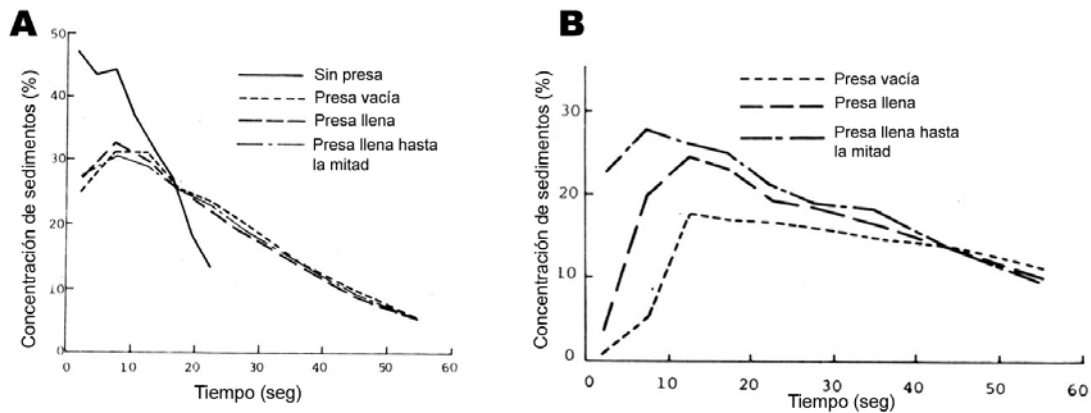 A
Concentración de sedimentos (%)
50
40
30
20
10
0
0 10 20 30 40 50 60
Tiempo (seg)
Sin presa
Presa vacía
Presa llena
Presa llena hasta
la mitad
B
Concentración de sedimentos (%)
30
20
10
0
0 10 20 30 40 50 60
Tiempo (seg)
Presa vacía
Presa llena
Presa llena hasta
la mitad